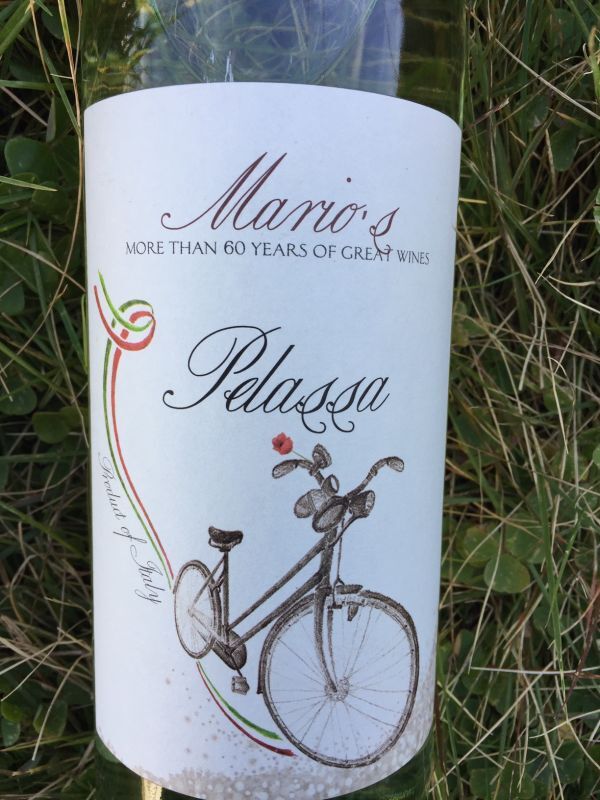 Mario's
MORE THAN 60 YEARS OF GREAT WINES
Pelassa
Product of Italy